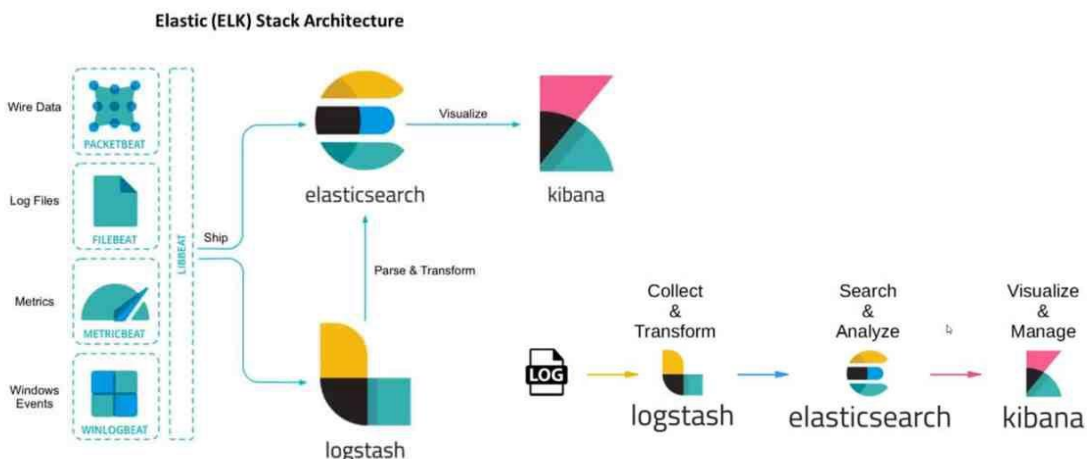 Elastic (ELK) Stack Architecture
Wire Data
PACKETBEAT
Log Files
FILEBEAT
Metrics
METRICBEAT
Windows
Events
WINLOGBEAT
LIBBEAT
Ship
elasticsearch
Visualize
kibana
Parse & Transform
logstash
LOG
Collect
&
Transform
logstash
Search
&
Analyze
elasticsearch
Visualize
&
Manage
kibana